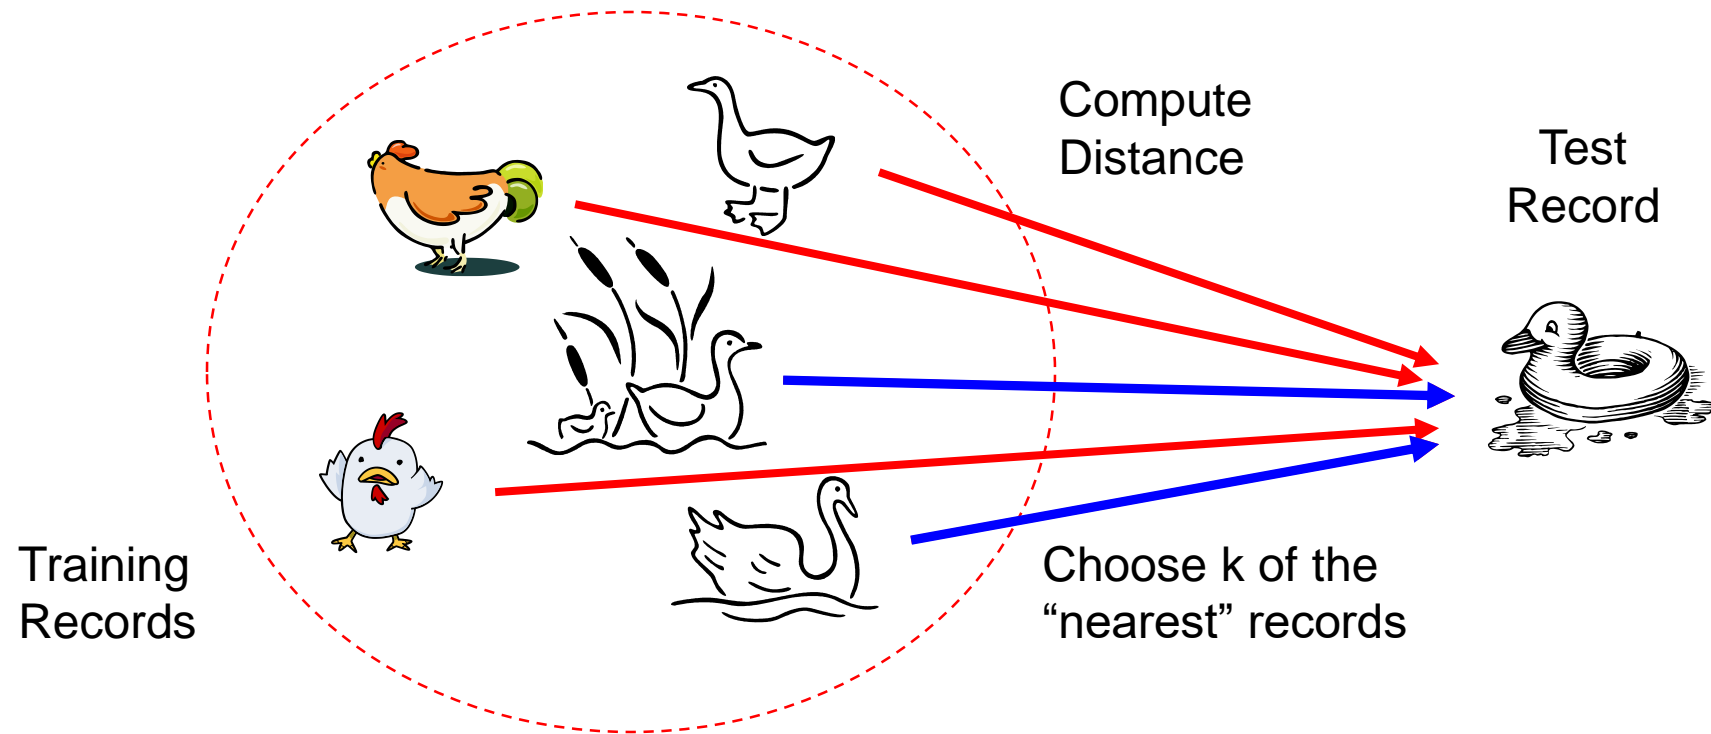 Compute
Distance
Test
Record
Training
Records
Choose k of the
“nearest” records